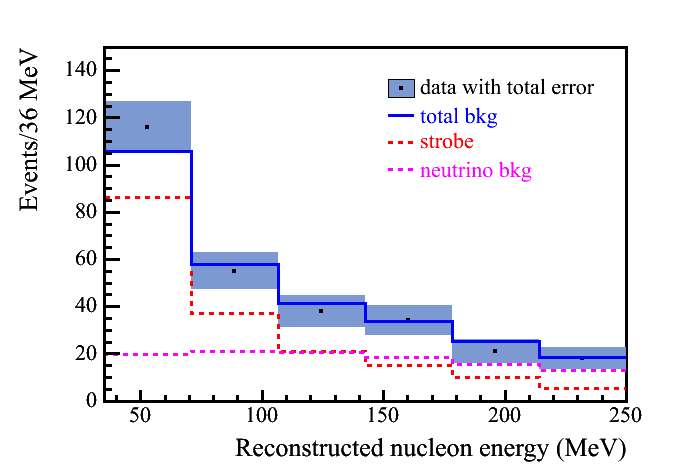 Events/36 MeV
140
120
100
80
60
40
20
0
data with total error
total bkg
strobe
neutrino bkg
50 100 150 200 250
Reconstructed nucleon energy (MeV)